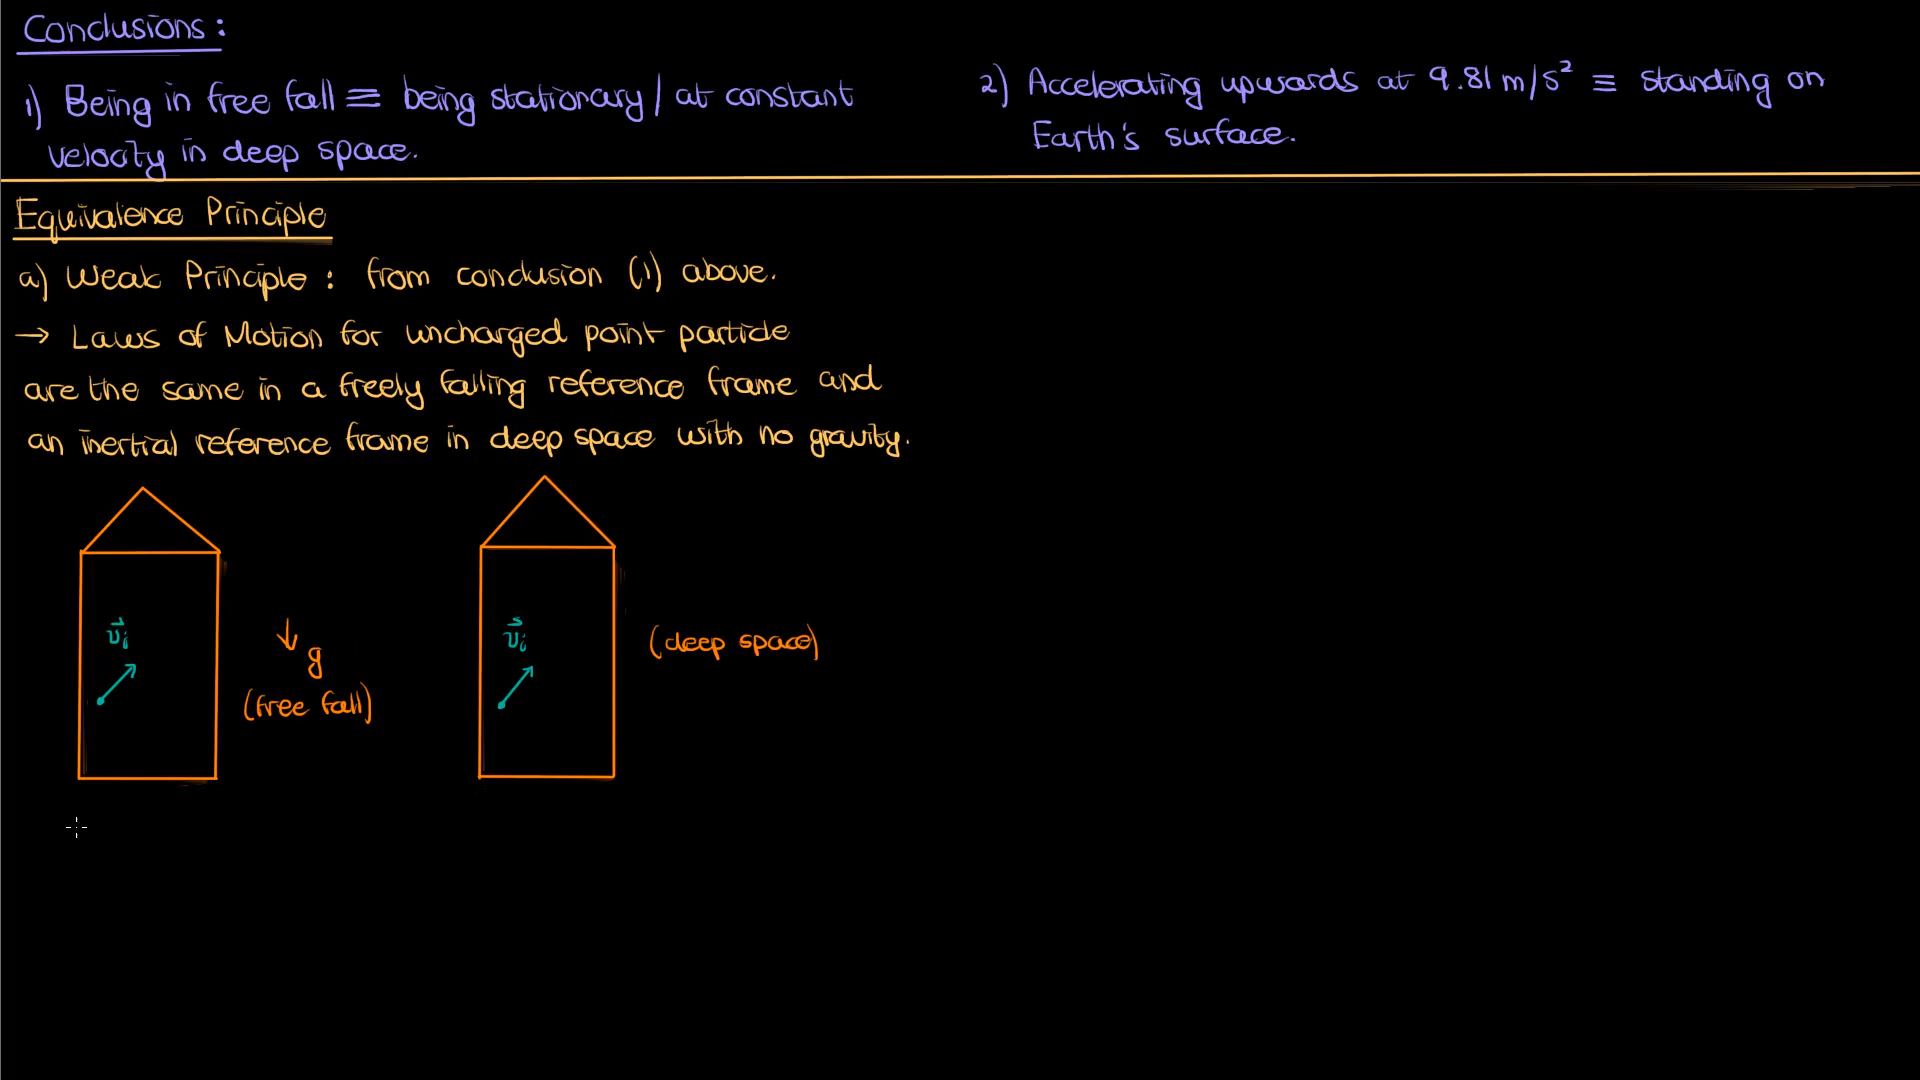 Conclusions:
1) Being in free fall ≡ being stationary / at constant
velocity in deep space.
2) Accelerating upwards at 9.81 m/s² ≡ standing on
Earth's surface.
Equivalence Principle
a) Weak Principle: from conclusion (1) above.
→ Laws of Motion for uncharged point particle
are the same in a freely falling reference frame and
an inertial reference frame in deep space with no gravity.
v⃗ᵢ
↓ g
(free fall)
v⃗ᵢ
(deep space)